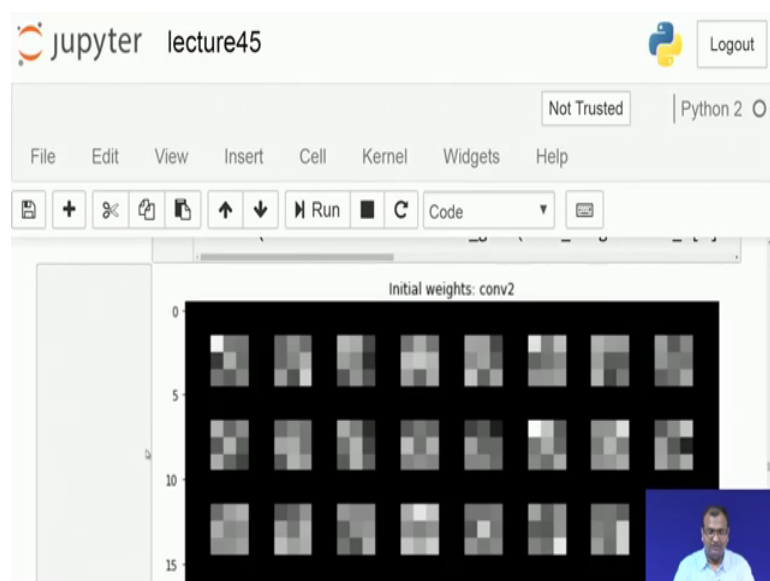 jupyter lecture45
Logout
Not Trusted
Python 2
File Edit View Insert Cell Kernel Widgets Help
Run
Code
Initial weights: conv2
0
5
10
15